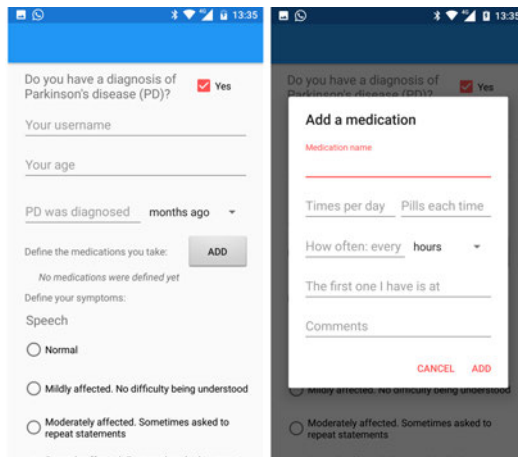 13:35
Do you have a diagnosis of
Parkinson's disease (PD)?
Yes
Your username
Your age
PD was diagnosed months ago
Define the medications you take: ADD
No medications were defined yet
Define your symptoms:
Speech
Normal
Mildly affected. No difficulty being understood
Moderately affected. Sometimes asked to
repeat statements
4G 13:35
Do you have a diagnosis of
Parkinson's disease (PD)?
Yes
Add a medication
Medication name
Times per day Pills each time
How often: every hours
The first one I have is at
Comments
CANCEL ADD
Mildly affected. No difficulty being understood
Moderately affected. Sometimes asked to
repeat statements